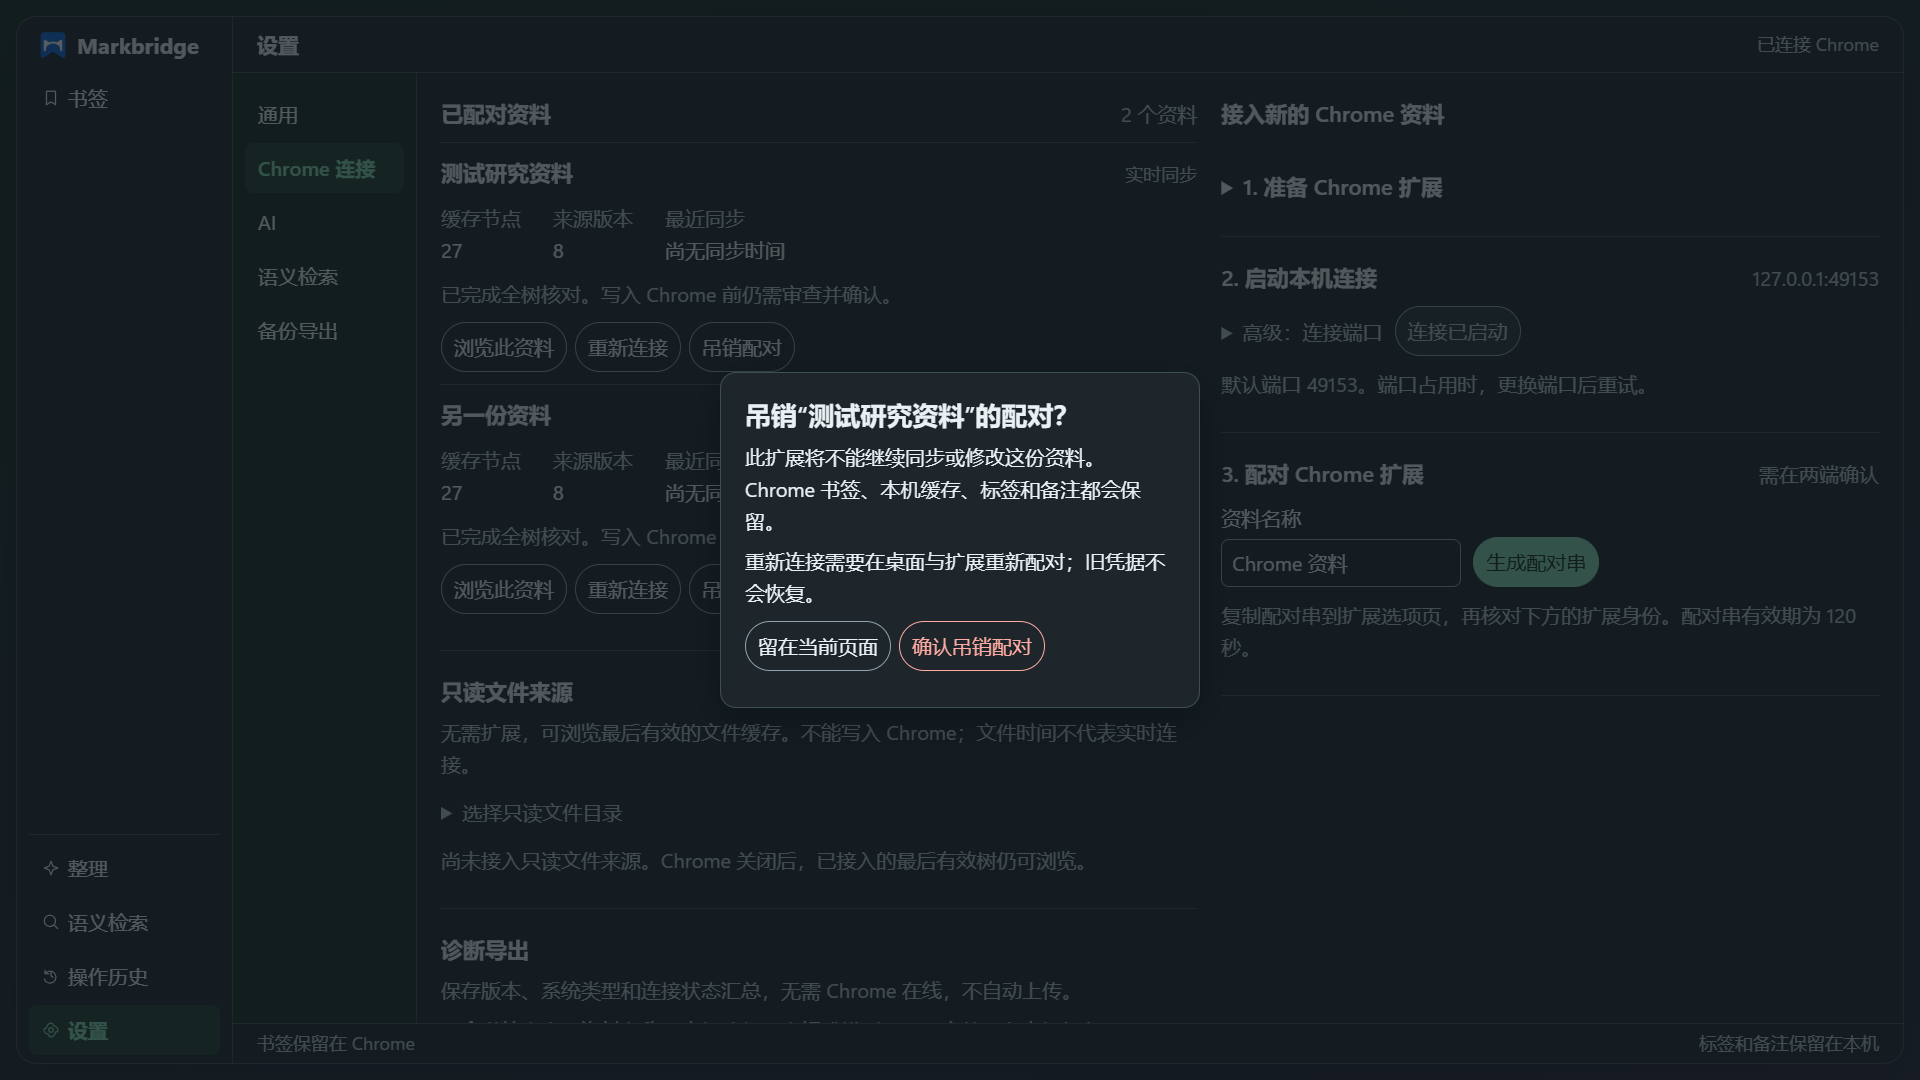 Markbridge
书签
整理
语义检索
操作历史
设置
设置
已连接 Chrome
通用
Chrome 连接
AI
语义检索
备份导出
已配对资料
2 个资料
测试研究资料
实时同步
缓存节点 来源版本 最近同步
27 8 尚无同步时间
已完成全树核对。写入 Chrome 前仍需审查并确认。
浏览此资料 重新连接 吊销配对
另一份资料
缓存节点 来源版本 最近同
27 8 尚无同
已完成全树核对。写入 Chrome
浏览此资料 重新连接 吊
只读文件来源
无需扩展，可浏览最后有效的文件缓存。不能写入 Chrome；文件时间不代表实时连
接。
选择只读文件目录
尚未接入只读文件来源。Chrome 关闭后，已接入的最后有效树仍可浏览。
诊断导出
保存版本、系统类型和连接状态汇总，无需 Chrome 在线，不自动上传。
接入新的 Chrome 资料
1. 准备 Chrome 扩展
2. 启动本机连接
127.0.0.1:49153
高级：连接端口 连接已启动
默认端口 49153。端口占用时，更换端口后重试。
3. 配对 Chrome 扩展
需在两端确认
资料名称
Chrome 资料 生成配对串
复制配对串到扩展选项页，再核对下方的扩展身份。配对串有效期为 120
秒。
吊销“测试研究资料”的配对？
此扩展将不能继续同步或修改这份资料。
Chrome 书签、本机缓存、标签和备注都会保
留。
重新连接需要在桌面与扩展重新配对；旧凭据不
会恢复。
留在当前页面 确认吊销配对
书签保留在 Chrome
标签和备注保留在本机